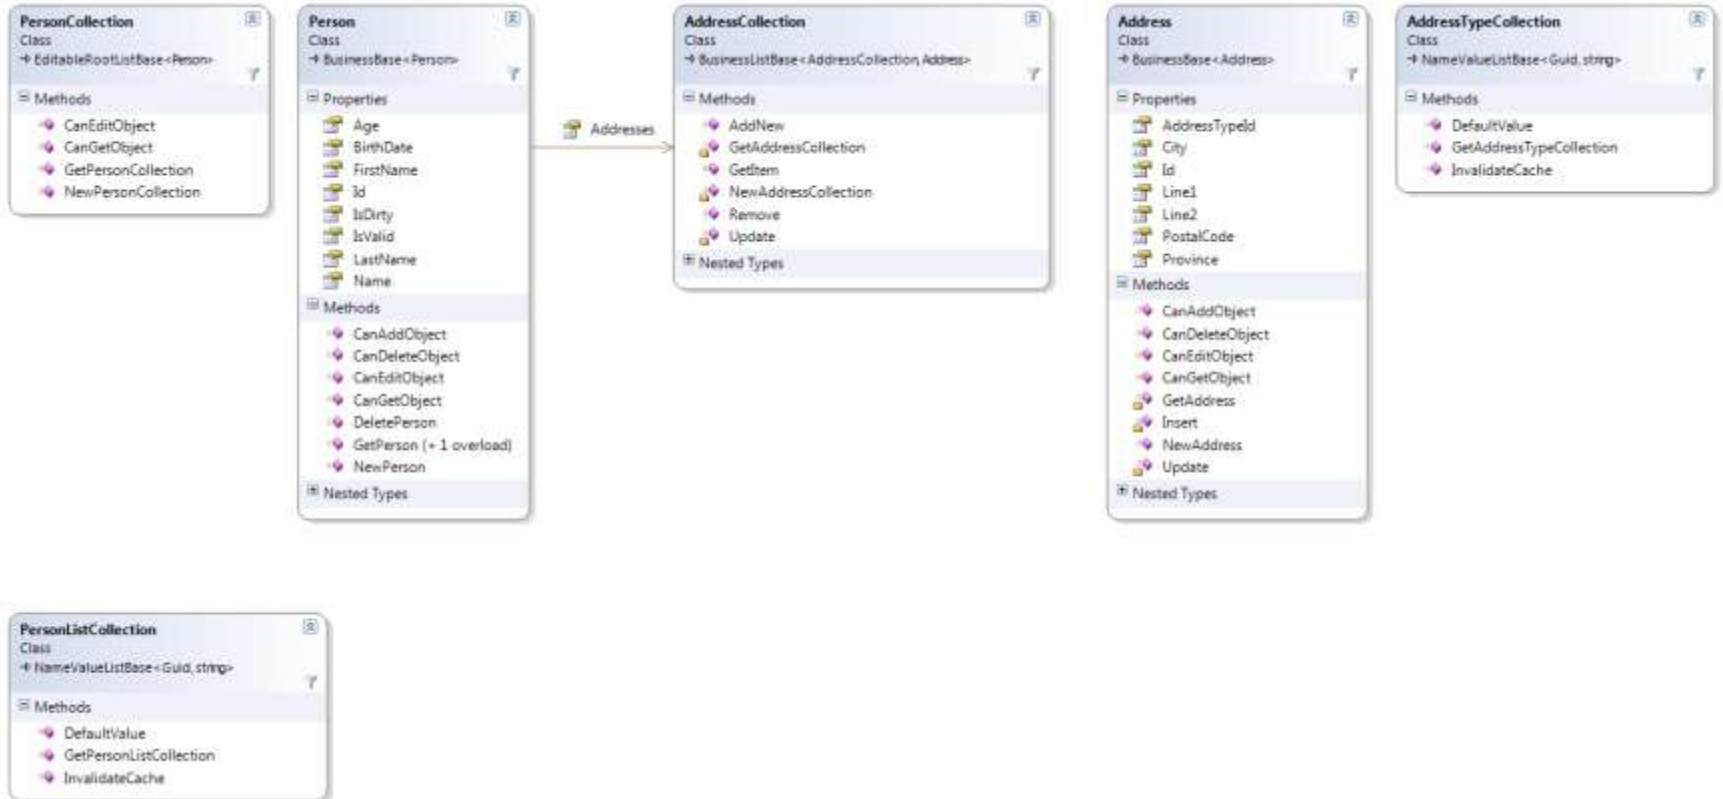 PersonCollection
Class
EditableRootListBase<Person>
Methods
CanEditObject
CanGetObject
GetPersonCollection
NewPersonCollection
Person
Class
BusinessBase<Person>
Properties
Age
BirthDate
FirstName
Id
IsDirty
IsValid
LastName
Name
Methods
CanAddObject
CanDeleteObject
CanEditObject
CanGetObject
DeletePerson
GetPerson (+ 1 overload)
NewPerson
Nested Types
Addresses
AddressCollection
Class
BusinessListBase<AddressCollection, Address>
Methods
AddNew
GetAddressCollection
GetItem
NewAddressCollection
Remove
Update
Nested Types
Address
Class
BusinessBase<Address>
Properties
AddressTypeId
City
Id
Line1
Line2
PostalCode
Province
Methods
CanAddObject
CanDeleteObject
CanEditObject
CanGetObject
GetAddress
Insert
NewAddress
Update
Nested Types
AddressTypeCollection
Class
NameValueListBase<Guid, string>
Methods
DefaultValue
GetAddressTypeCollection
InvalidateCache
PersonListCollection
Class
NameValueListBase<Guid, string>
Methods
DefaultValue
GetPersonListCollection
InvalidateCache